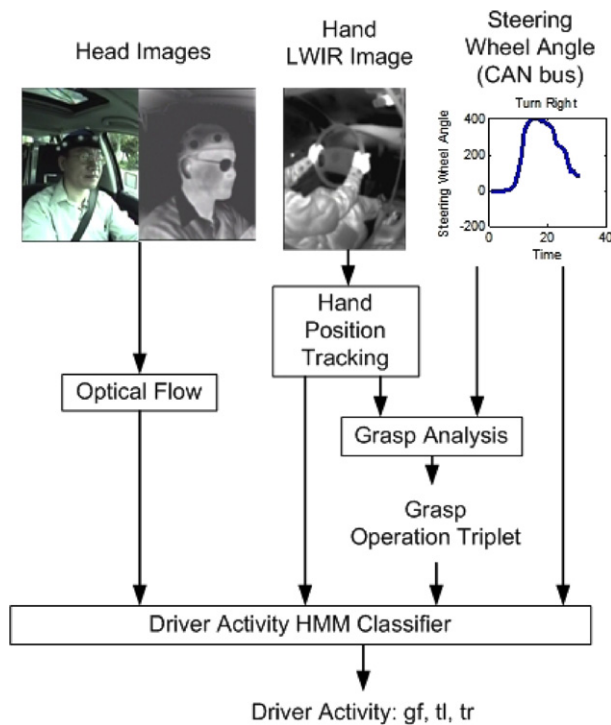 Head Images
Hand
LWIR Image
Steering
Wheel Angle
(CAN bus)
Turn Right
Steering Wheel Angle
400
200
0
-200
0
20
40
Time
Hand
Position
Tracking
Optical Flow
Grasp Analysis
Grasp
Operation Triplet
Driver Activity HMM Classifier
Driver Activity: gf, tl, tr